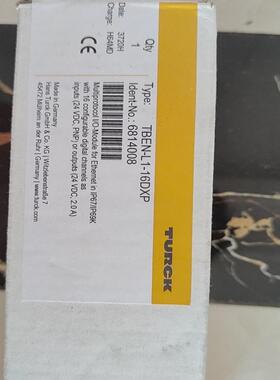 Type: TBEN-L1-16DXP
Ident-No.: 6814008
Qty
1
Date: 3720H
Charge: H64MD
CE
Multiprotocol I/O-Module for Ethernet in IP67/IP69K
with 16 configurable digital channels as
inputs (24 VDC, PNP) or outputs (24 VDC, 2.0 A)
Made in Germany
Hans Turck GmbH & Co. KG | Witzlebenstraße 7
45472 Mülheim an der Ruhr | Germany | www.turck.com
TURCK